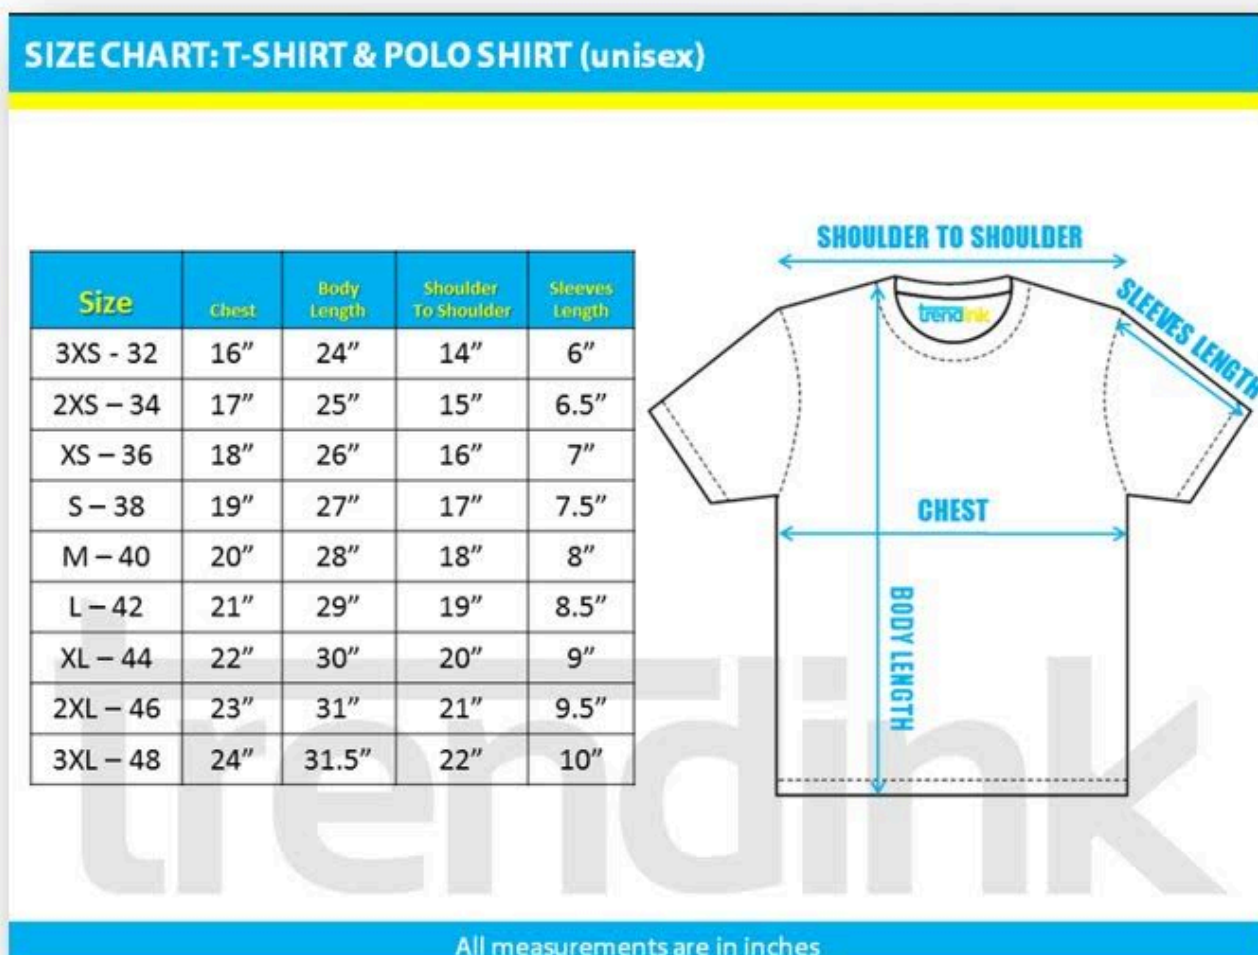 SIZE CHART: T-SHIRT & POLO SHIRT (unisex)
Size Chest Body Length Shoulder To Shoulder Sleeves Length
3XS - 32 16” 24” 14” 6”
2XS – 34 17” 25” 15” 6.5”
XS – 36 18” 26” 16” 7”
S – 38 19” 27” 17” 7.5”
M – 40 20” 28” 18” 8”
L – 42 21” 29” 19” 8.5”
XL – 44 22” 30” 20” 9”
2XL – 46 23” 31” 21” 9.5”
3XL – 48 24” 31.5” 22” 10”
SHOULDER TO SHOULDER
trendink
SLEEVES LENGTH
CHEST
BODY LENGTH
trendink
All measurements are in inches